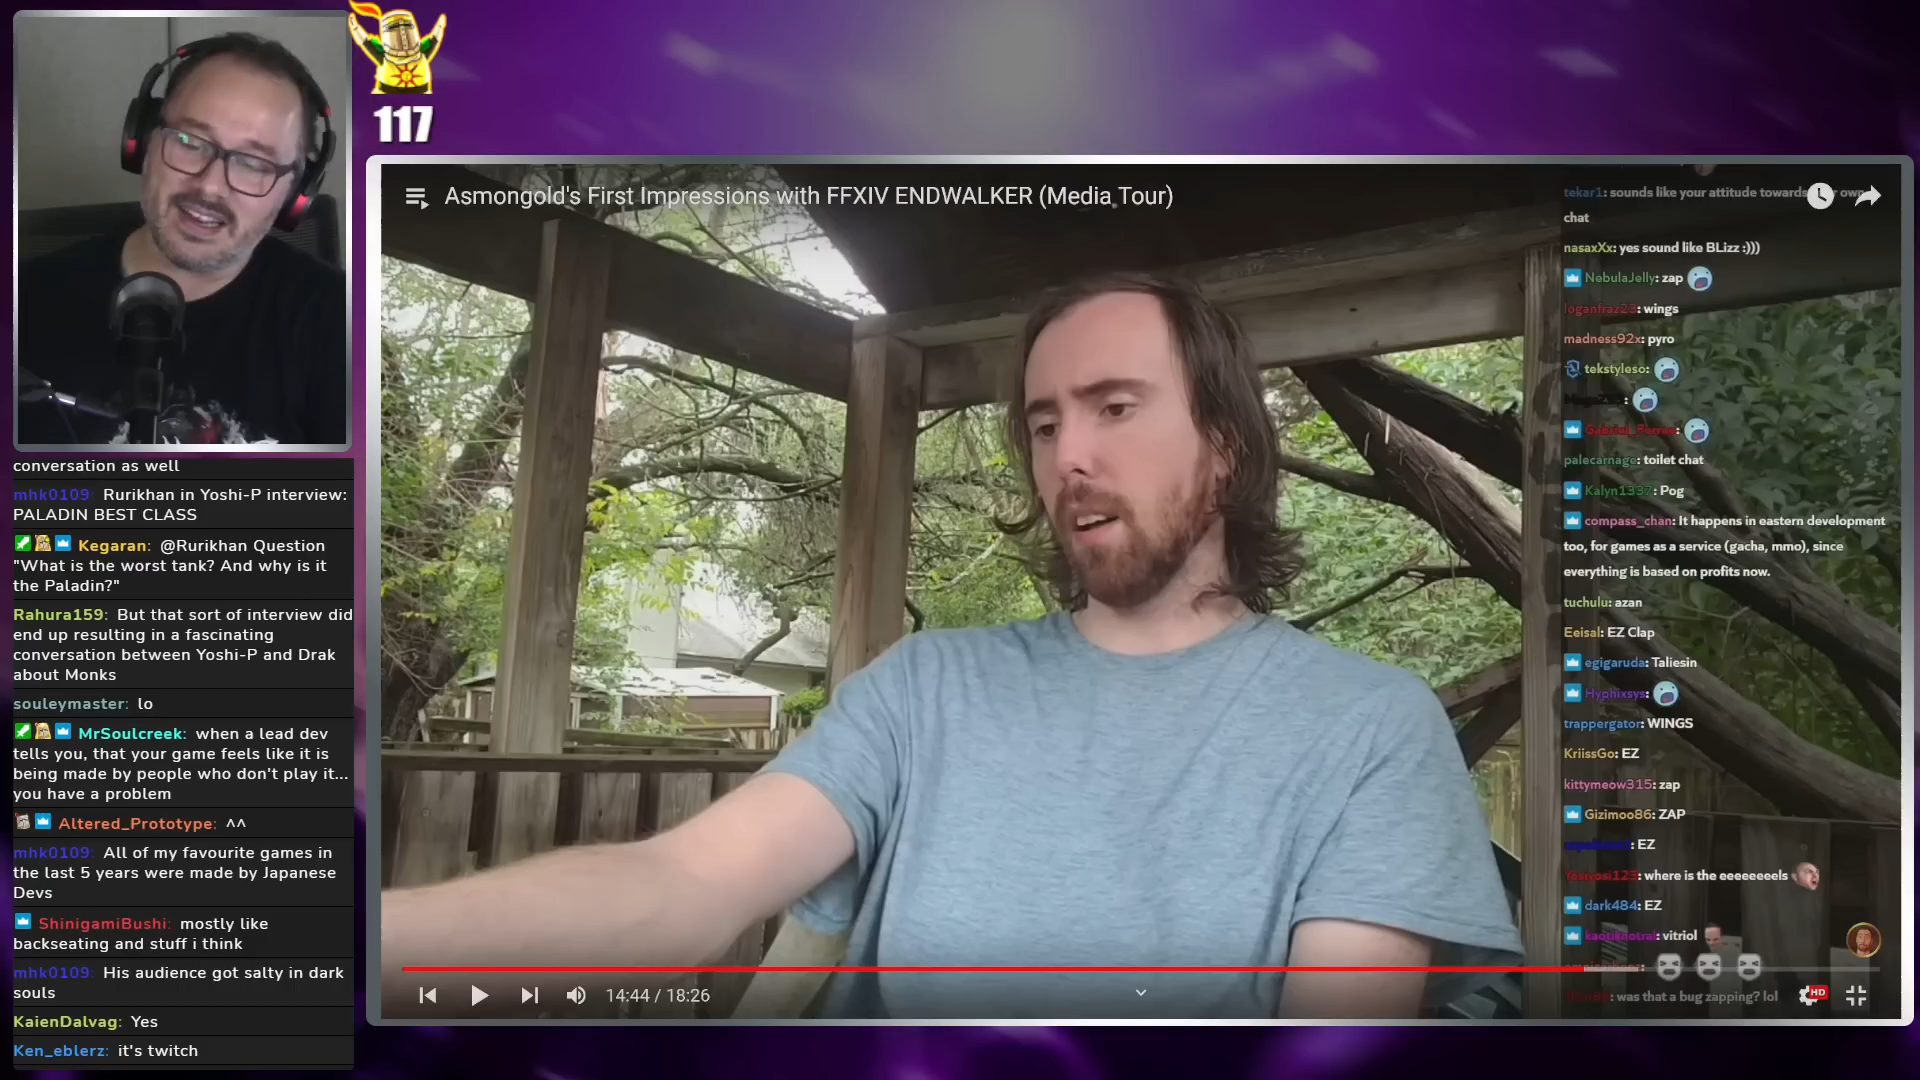 117
Asmongold's First Impressions with FFXIV ENDWALKER (Media Tour)
conversation as well
mhk0109: Rurikhan in Yoshi-P interview:
PALADIN BEST CLASS
Kegaran: @Rurikhan Question
"What is the worst tank? And why is it
the Paladin?"
Rahura159: But that sort of interview did
end up resulting in a fascinating
conversation between Yoshi-P and Drak
about Monks
souleymaster: lo
MrSoulcreek: when a lead dev
tells you, that your game feels like it is
being made by people who don't play it...
you have a problem
Altered_Prototype: ^^
mhk0109: All of my favourite games in
the last 5 years were made by Japanese
Devs
ShinigamiBushi: mostly like
backseating and stuff i think
mhk0109: His audience got salty in dark
souls
KaienDalvag: Yes
Ken_eblerz: it's twitch
tekar1: sounds like your attitude towards own
chat
nasaxXx: yes sound like BLizz :)))
NebulaJelly: zap
loganfraz23: wings
madness92x: pyro
tekstyleso:
:
palecarnage: toilet chat
Kalyn1337: Pog
compass_chan: It happens in eastern development
too, for games as a service (gacha, mmo), since
everything is based on profits now.
tuchulu: azan
Eeisal: EZ Clap
egigaruda: Taliesin
Hyphixsys:
trappergator: WINGS
KriissGo: EZ
kittymeow315: zap
Gizimoo86: ZAP
: EZ
Yosiyosi123: where is the eeeeeeeels
dark484: EZ
: vitriol
: was that a bug zapping? lol
14:44 / 18:26
HD